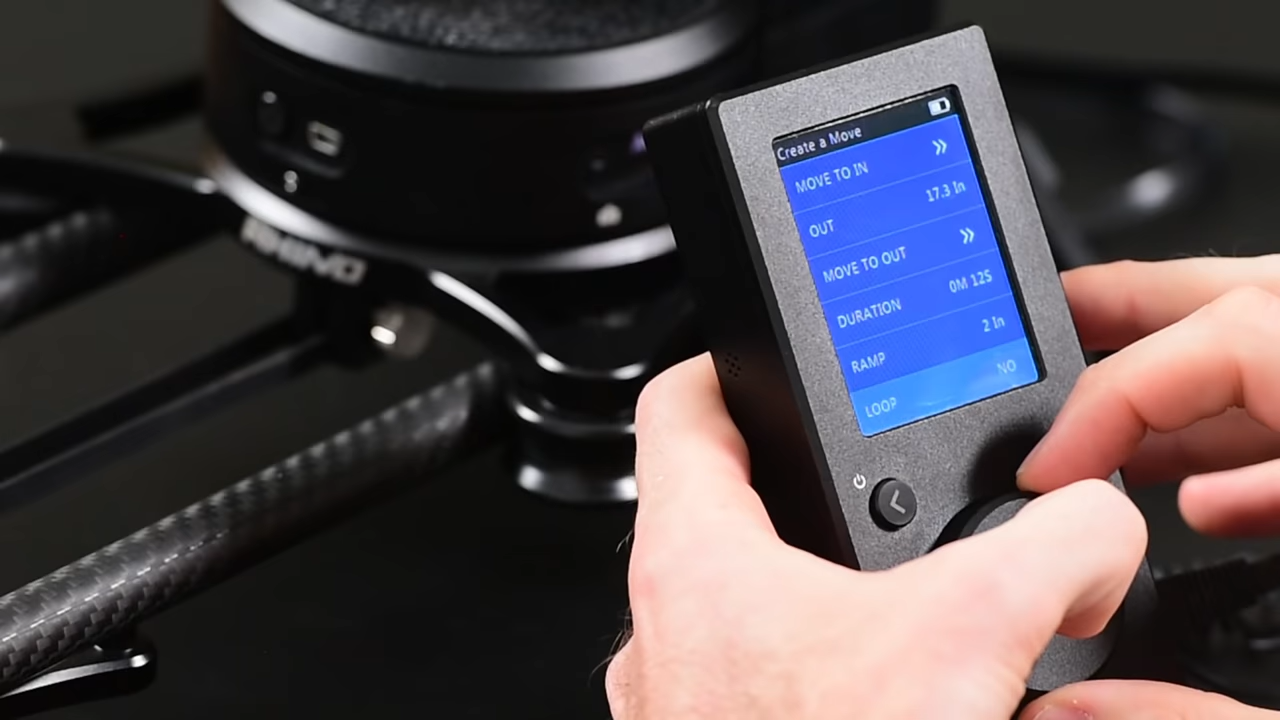 Create a Move
MOVE TO IN »
OUT 17.3 In
MOVE TO OUT »
DURATION 0M 12S
RAMP 2 In
LOOP NO
RHINO